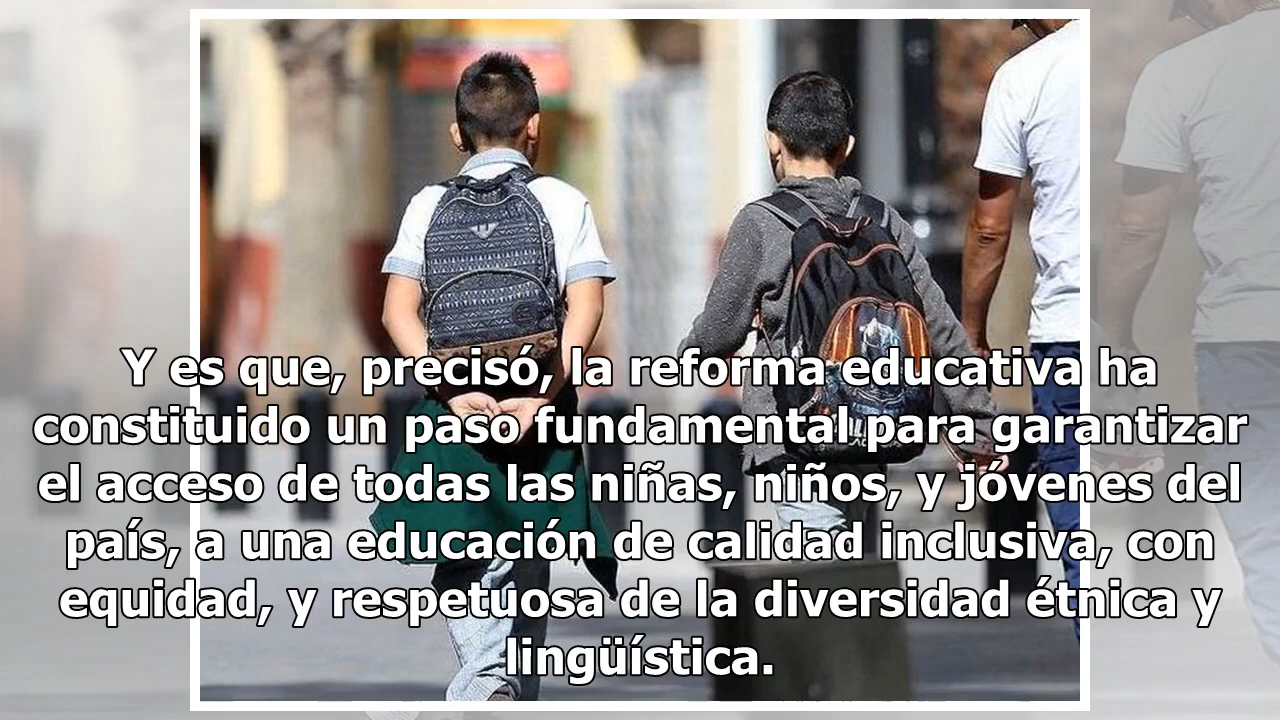 Y es que, precisó, la reforma educativa ha
constituido un paso fundamental para garantizar
el acceso de todas las niñas, niños, y jóvenes del
país, a una educación de calidad inclusiva, con
equidad, y respetuosa de la diversidad étnica y
lingüística.